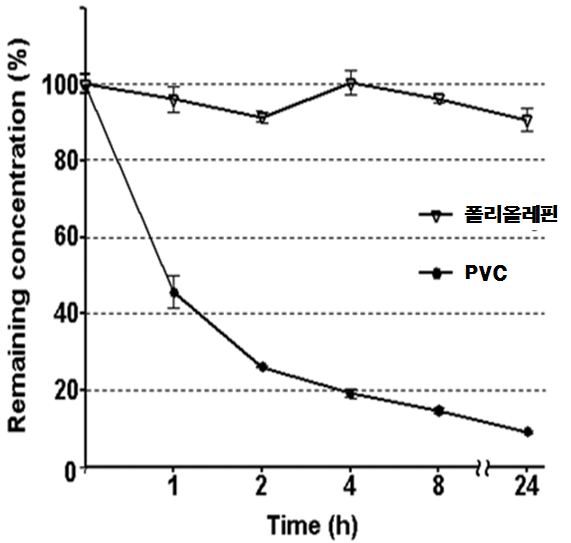 Remaining concentration (%)
100
80
60
40
20
0
폴리올레핀
PVC
1 2 4 8 24
Time (h)